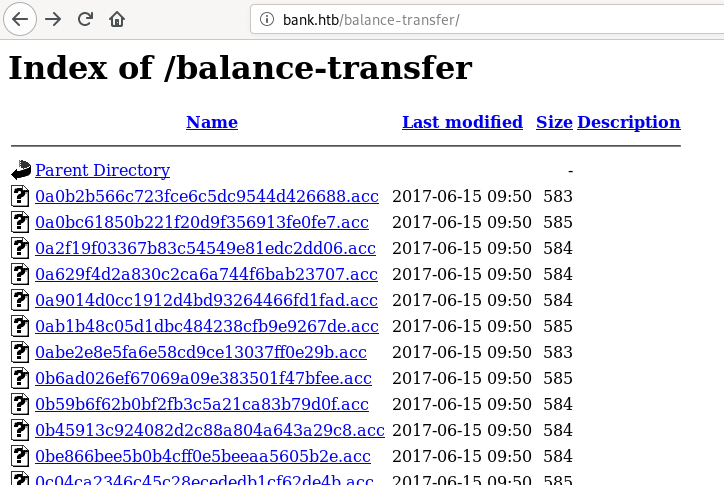 bank.htb/balance-transfer/
Index of /balance-transfer
Name Last modified Size Description
Parent Directory -
0a0b2b566c723fce6c5dc9544d426688.acc 2017-06-15 09:50 583
0a0bc61850b221f20d9f356913fe0fe7.acc 2017-06-15 09:50 585
0a2f19f03367b83c54549e81edc2dd06.acc 2017-06-15 09:50 584
0a629f4d2a830c2ca6a744f6bab23707.acc 2017-06-15 09:50 584
0a9014d0cc1912d4bd93264466fd1fad.acc 2017-06-15 09:50 584
0ab1b48c05d1dbc484238cfb9e9267de.acc 2017-06-15 09:50 585
0abe2e8e5fa6e58cd9ce13037ff0e29b.acc 2017-06-15 09:50 583
0b6ad026ef67069a09e383501f47bfee.acc 2017-06-15 09:50 585
0b59b6f62b0bf2fb3c5a21ca83b79d0f.acc 2017-06-15 09:50 584
0b45913c924082d2c88a804a643a29c8.acc 2017-06-15 09:50 584
0be866bee5b0b4cff0e5beeaa5605b2e.acc 2017-06-15 09:50 584
0c04ca2346c45c28ecededb1cf62de4b.acc 2017-06-15 09:50 585